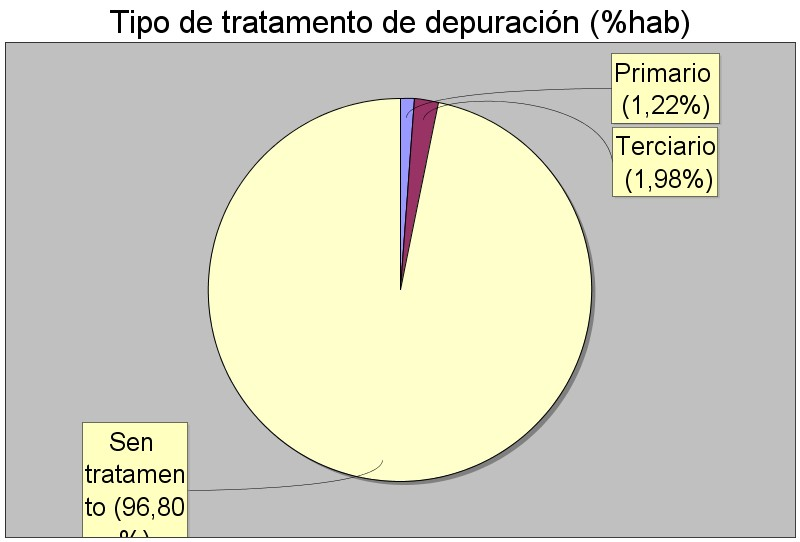 Tipo de tratamento de depuración (%hab)
Primario
(1,22%)
Terciario
(1,98%)
Sen
tratamen
to (96,80
%)